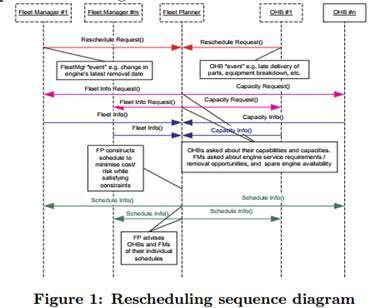 Fleet Manager #1 Fleet Manager #n Fleet Planner OHB #1 OHB #n
Reschedule Request()
Reschedule Request()
FleetMgr "event" e.g. change in
engine's latest removal date
OHB "event" e.g. late delivery of
parts, equipment breakdown, etc.
Fleet Info Request() Capacity Request()
Fleet Info Request() Capacity Request()
Fleet Info() Capacity Info()
Fleet Info() Capacity Info()
FP constructs
schedule to
minimise cost/
risk while
satisfying
constraints
OHBs asked about their capabilities and capacities.
FMs asked about engine service requirements /
removal opportunities, and spare engine availability
Schedule Info() Schedule Info()
Schedule Info() Schedule Info()
FP advises
OHBs and FMs
of their individual
schedules
Figure 1: Rescheduling sequence diagram